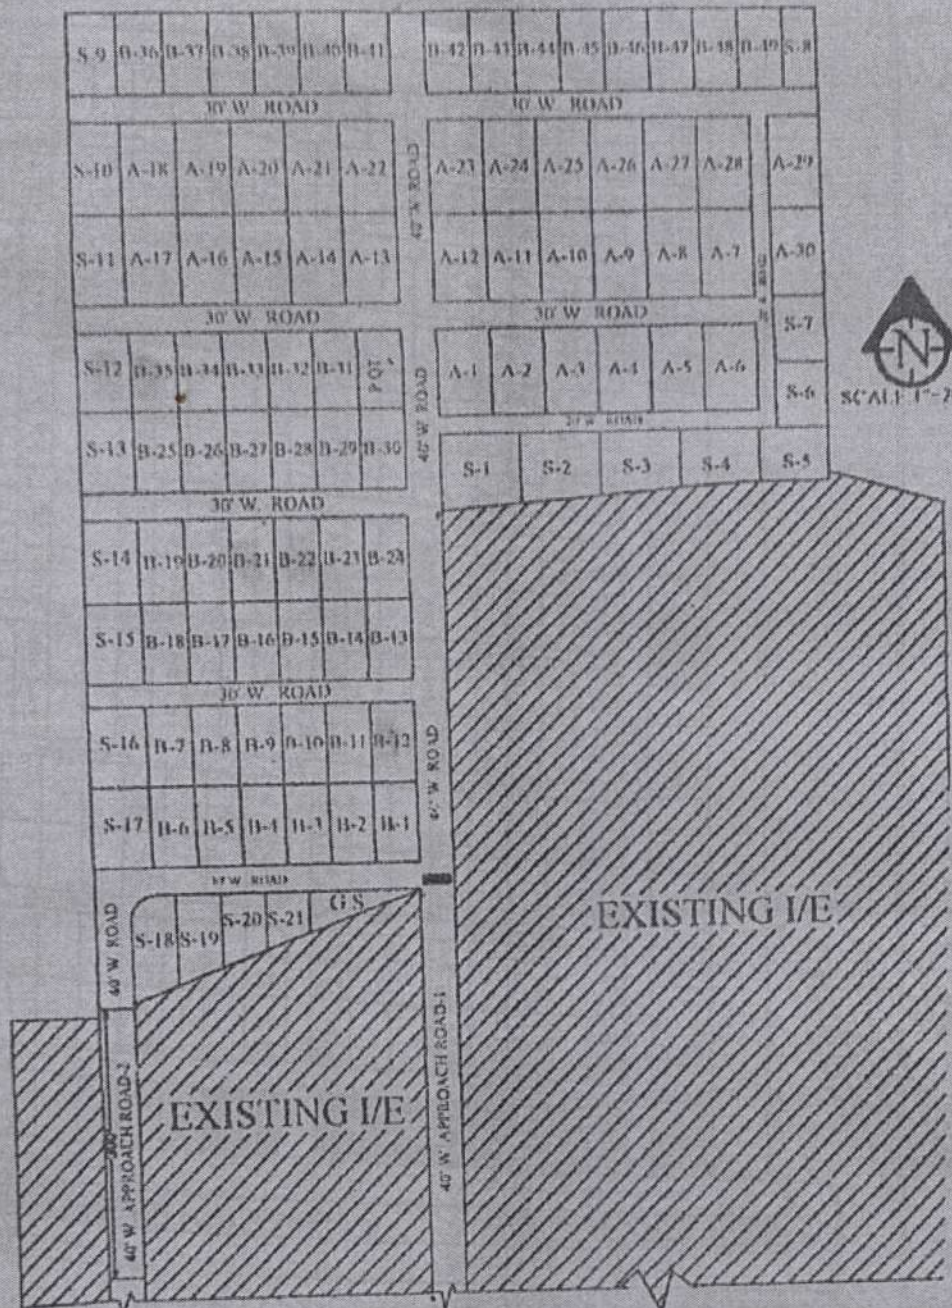 S-9 B-36 B-37 B-38 B-39 B-40 B-41 B-42 B-43 B-44 B-45 B-46 B-47 B-48 B-49 S-8
30' W ROAD 30' W ROAD
S-10 A-18 A-19 A-20 A-21 A-22 A-23 A-24 A-25 A-26 A-27 A-28 A-29
40' W ROAD
S-11 A-17 A-16 A-15 A-14 A-13 A-12 A-11 A-10 A-9 A-8 A-7 A-30
30' W ROAD 30' W ROAD
S-7
S-12 B-35 B-34 B-33 B-32 B-31 A-1 A-2 A-3 A-4 A-5 A-6
N
S-6 SCALE 1"-2
40' W ROAD
W ROAD
S-13 B-25 B-26 B-27 B-28 B-29 B-30
S-1 S-2 S-3 S-4 S-5
30' W. ROAD
S-14 B-19 B-20 B-21 B-22 B-23 B-24
S-15 B-18 B-17 B-16 B-15 B-14 B-13
30' W ROAD
S-16 B-7 B-8 B-9 B-10 B-11 B-12
40' W ROAD
S-17 B-6 B-5 B-4 B-3 B-2 B-1
W ROAD
40' W ROAD
S-18 S-19 S-20 S-21 G S
EXISTING I/E
40' W APPROACH ROAD-2
EXISTING I/E
40' W APPROACH ROAD-1